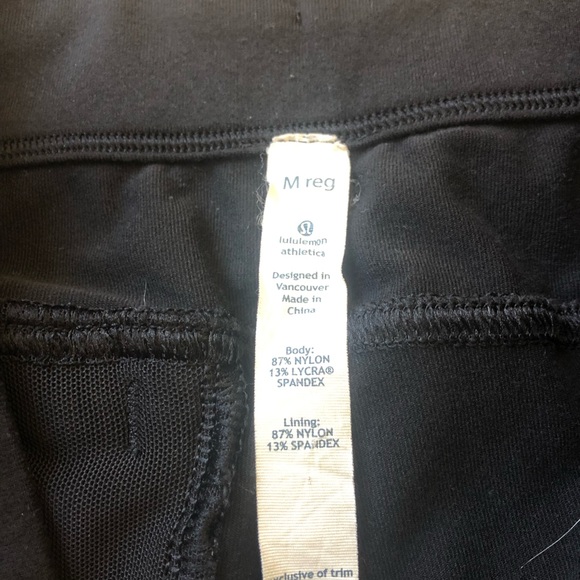 M reg
lululemon
athletica
Designed in
Vancouver
Made in
China
Body:
87% NYLON
13% LYCRA®
SPANDEX
Lining:
87% NYLON
13% SPANDEX
xclusive of trim